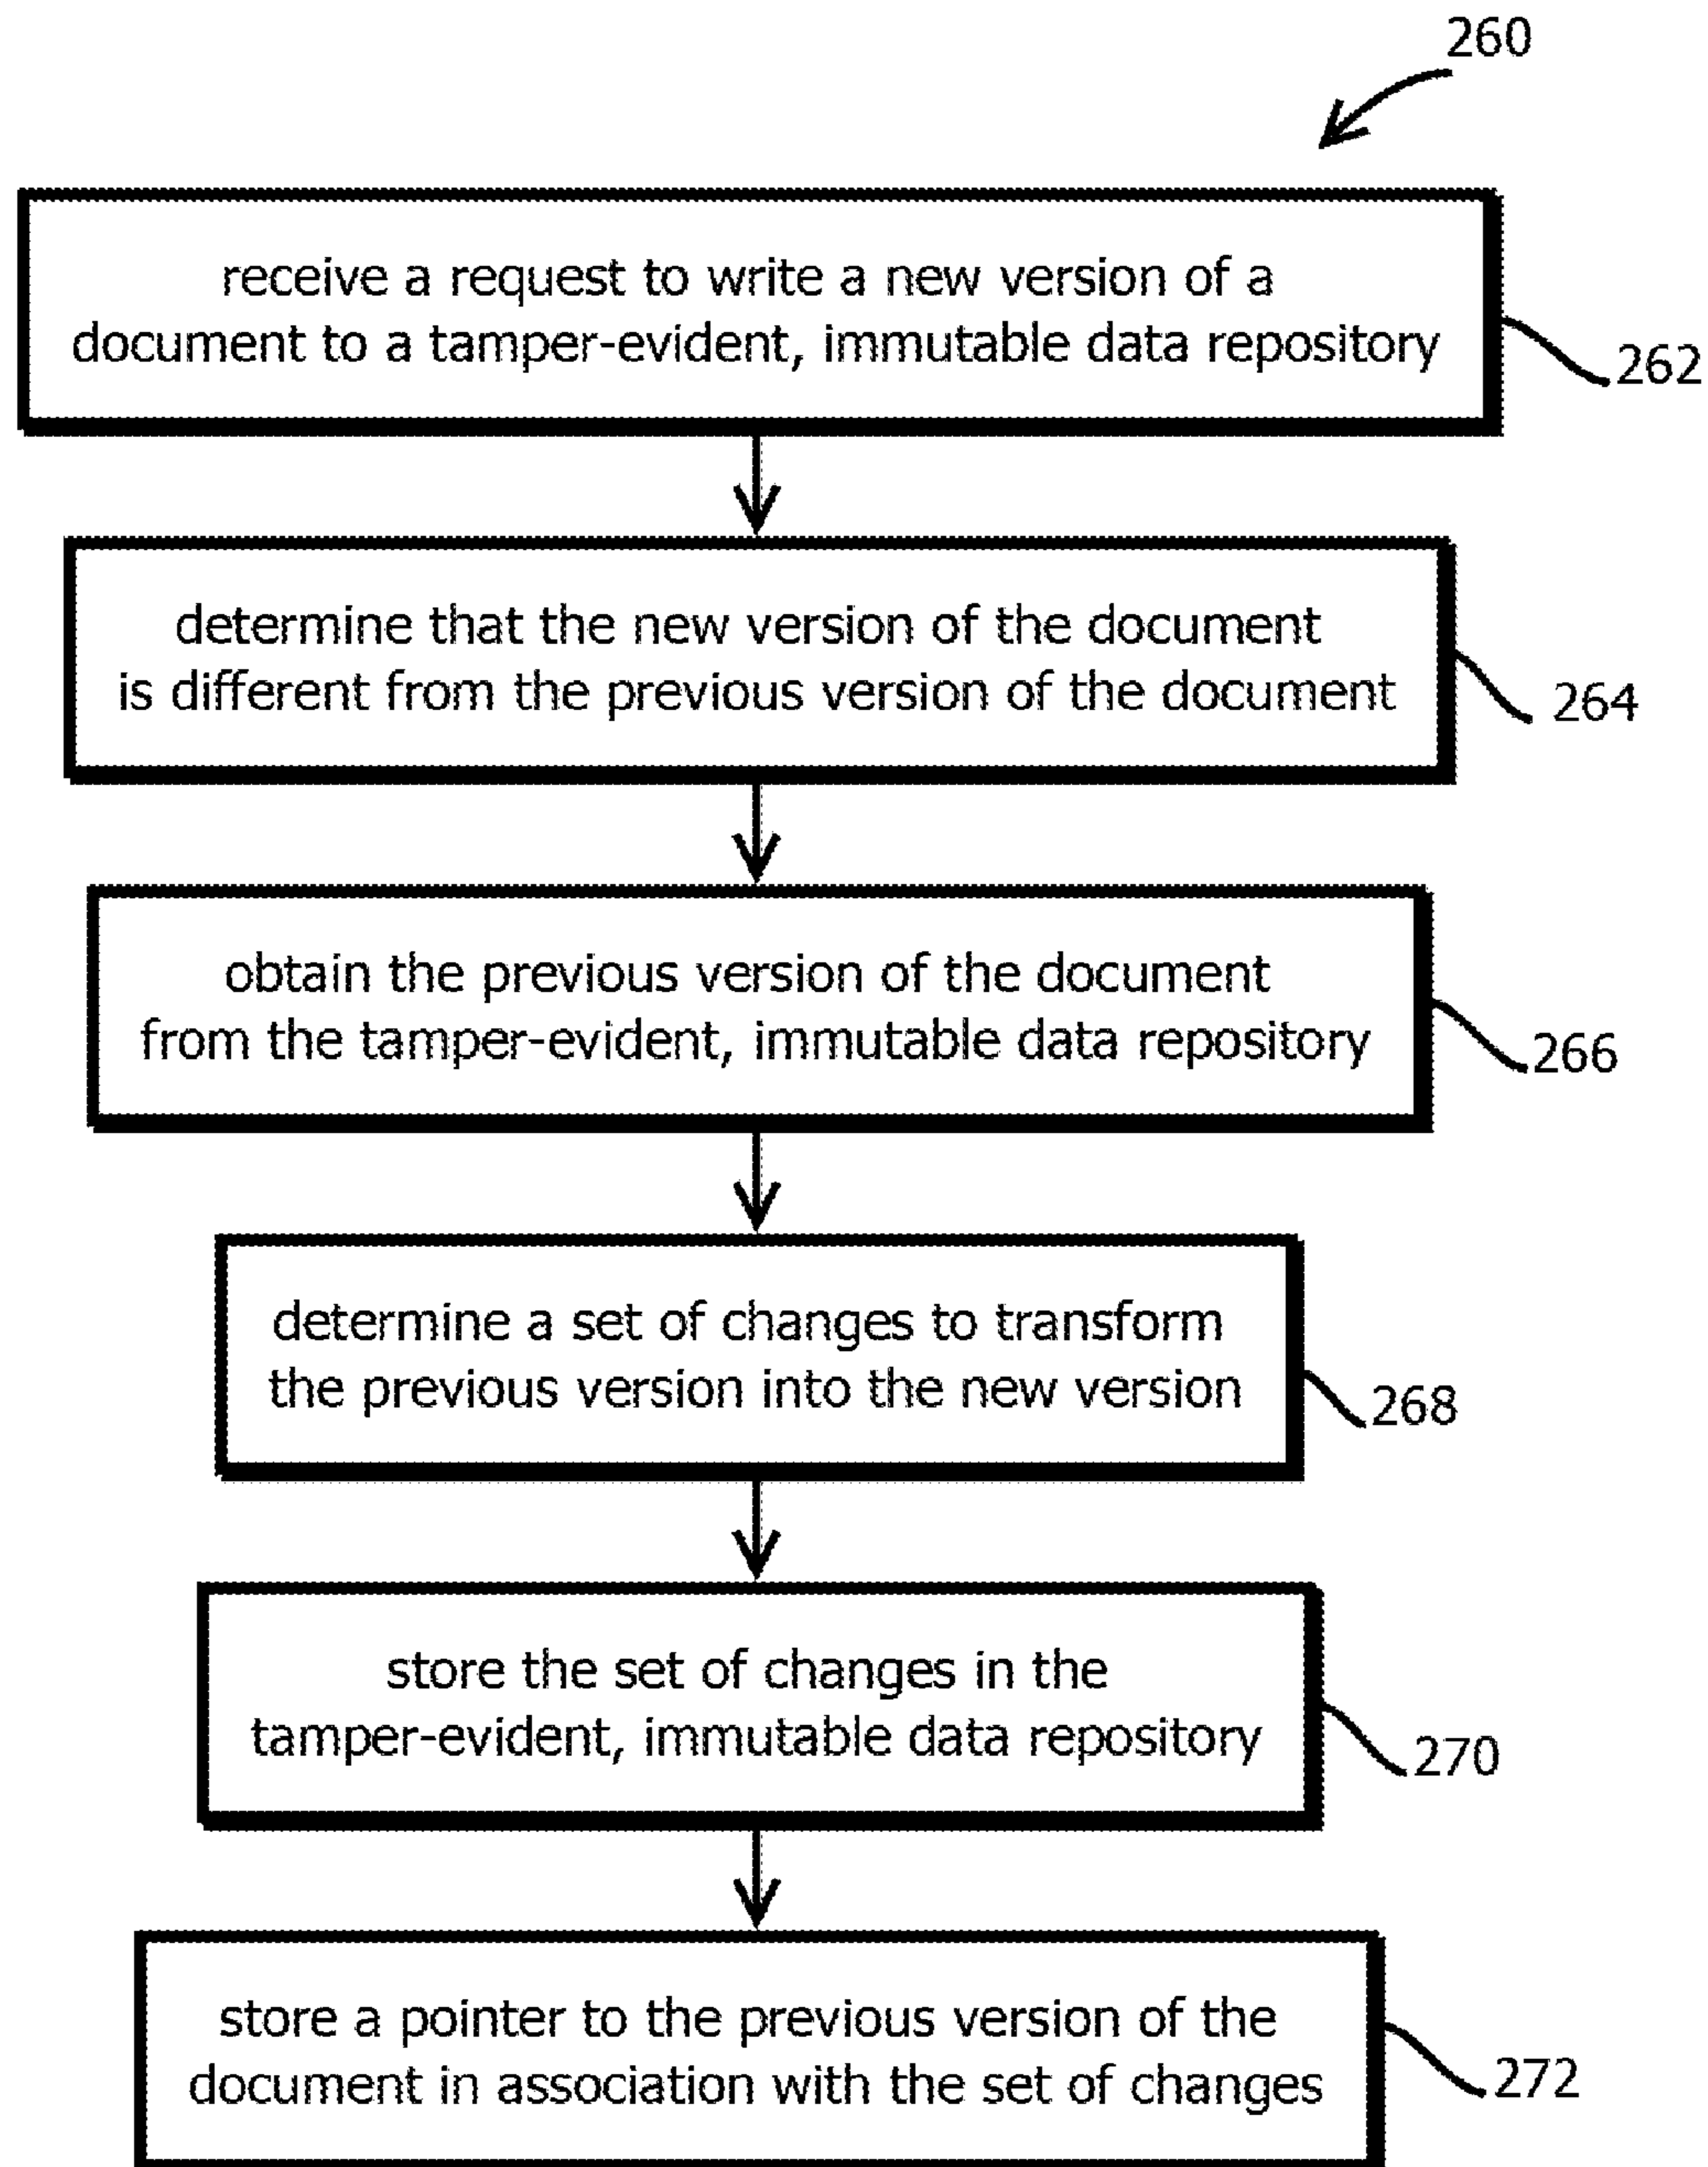 260
receive a request to write a new version of a
document to a tamper-evident, immutable data repository
262
determine that the new version of the document
is different from the previous version of the document
264
obtain the previous version of the document
from the tamper-evident, immutable data repository
266
determine a set of changes to transform
the previous version into the new version
268
store the set of changes in the
tamper-evident, immutable data repository
270
store a pointer to the previous version of the
document in association with the set of changes
272